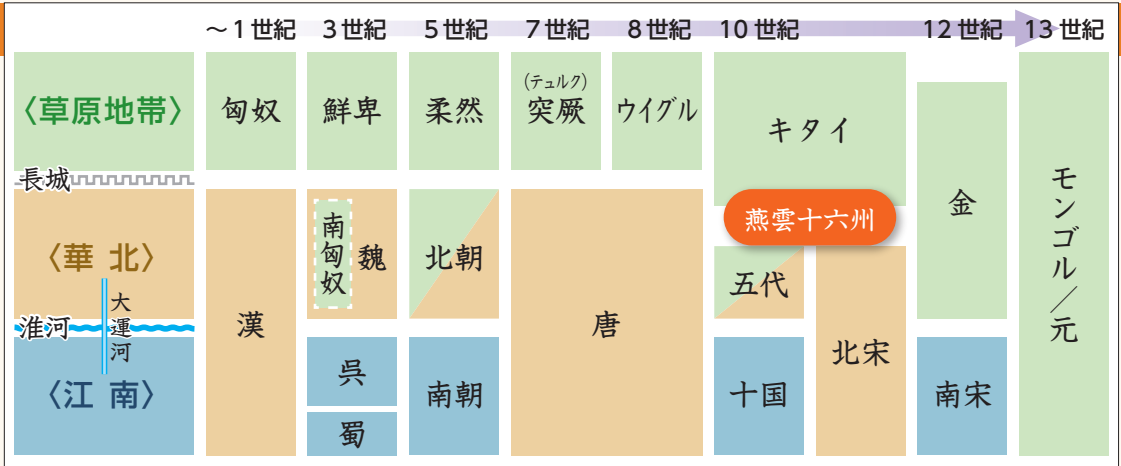 ～1世紀 3世紀 5世紀 7世紀 8世紀 10世紀 12世紀 13世紀
〈草原地帯〉
匈奴
鮮卑
柔然
(テュルク)
突厥
ウイグル
キタイ
長城
〈華北〉
大運河
淮河
〈江南〉
漢
南匈奴
魏
呉
蜀
北朝
南朝
唐
燕雲十六州
五代
十国
北宋
金
南宋
モンゴル／元